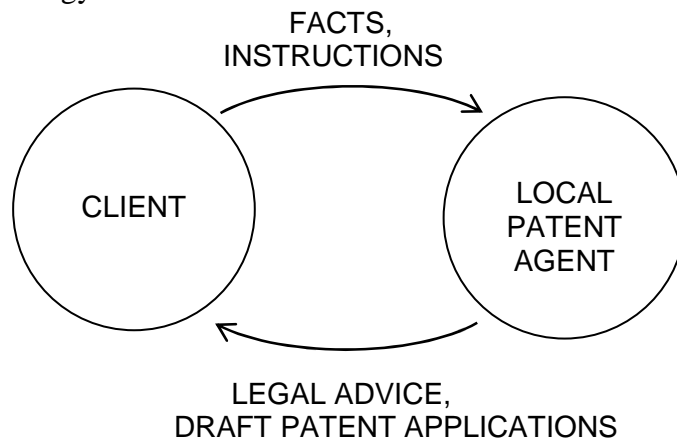 FACTS,
INSTRUCTIONS
CLIENT
LOCAL
PATENT
AGENT
LEGAL ADVICE,
DRAFT PATENT APPLICATIONS